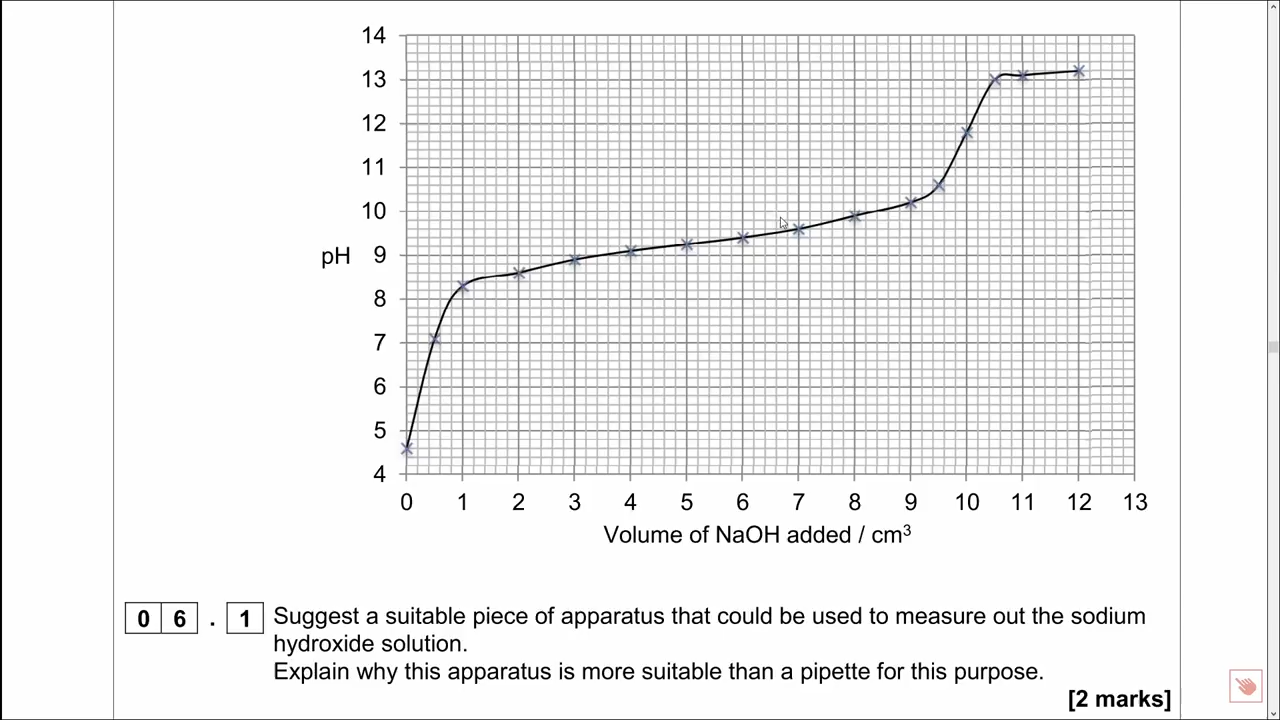 14
13
12
11
10
pH 9
8
7
6
5
4
0 1 2 3 4 5 6 7 8 9 10 11 12 13
Volume of NaOH added / cm³
0 6 . 1 Suggest a suitable piece of apparatus that could be used to measure out the sodium
hydroxide solution.
Explain why this apparatus is more suitable than a pipette for this purpose.
[2 marks]